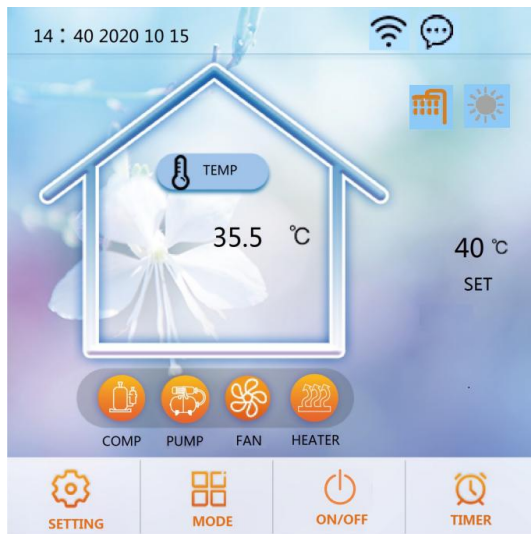 14：40 2020 10 15
TEMP
35.5 ℃
40 ℃
SET
COMP PUMP FAN HEATER
SETTING MODE ON/OFF TIMER